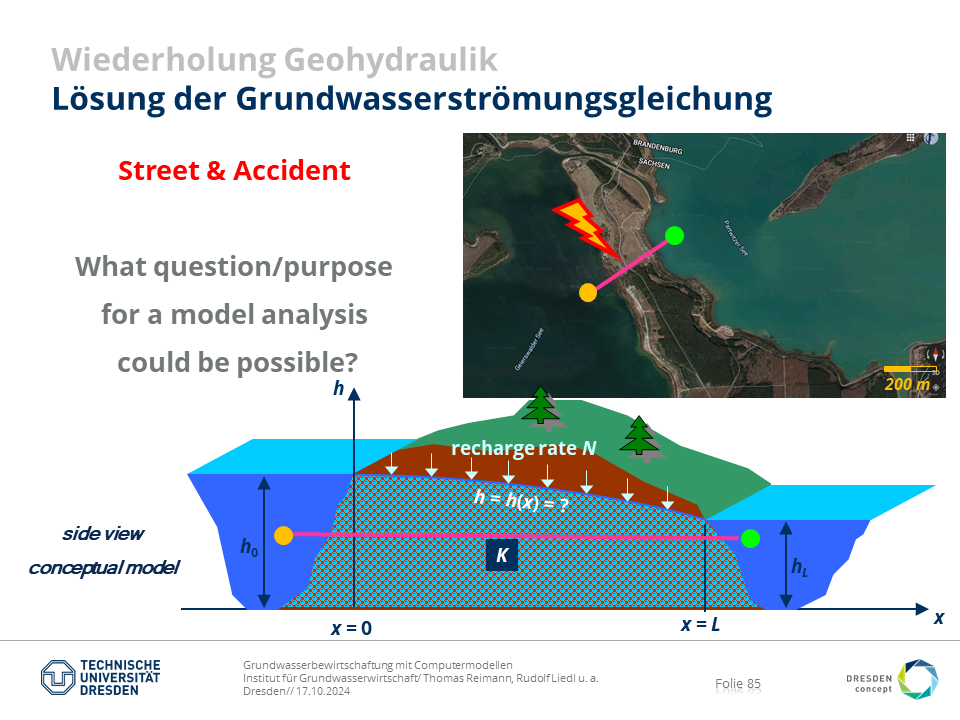 Wiederholung Geohydraulik
Lösung der Grundwasserströmungsgleichung
Street & Accident
What question/purpose
for a model analysis
could be possible?
BRANDENBURG
SACHSEN
Partwitzer See
Geierswalder See
200 m
h
recharge rate N
h = h(x) = ?
side view
conceptual model
h0
K
hL
x = 0
x = L
x
TECHNISCHE
UNIVERSITÄT
DRESDEN
Grundwasserbewirtschaftung mit Computermodellen
Institut für Grundwasserwirtschaft/ Thomas Reimann, Rudolf Liedl u. a.
Dresden// 17.10.2024
Folie 85
DRESDEN
concept